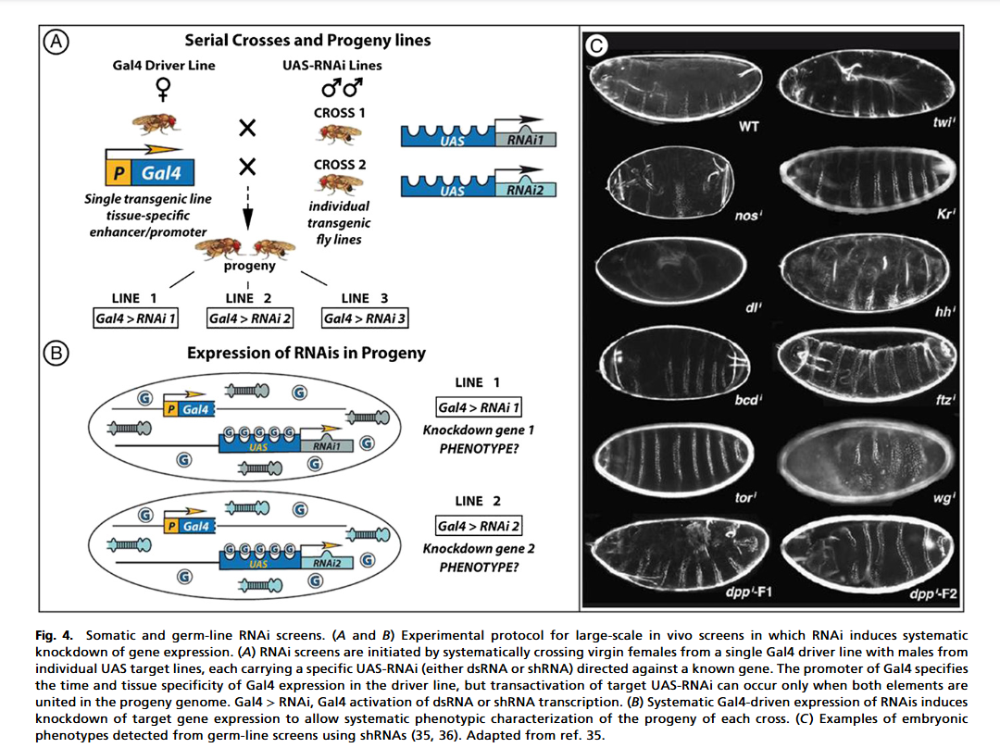 A
Serial Crosses and Progeny lines
Gal4 Driver Line
UAS-RNAi Lines
♀
♂♂
CROSS 1
×
UAS
RNAi1
P Gal4
×
CROSS 2
UAS
RNAi2
Single transgenic line
tissue-specific
enhancer/promoter
individual
transgenic
fly lines
progeny
LINE 1
LINE 2
LINE 3
Gal4 > RNAi 1
Gal4 > RNAi 2
Gal4 > RNAi 3
B
Expression of RNAis in Progeny
G
G
P Gal4
G G G G G
UAS
RNAi1
G
G
G
LINE 1
Gal4 > RNAi 1
Knockdown gene 1
PHENOTYPE?
G
G
P Gal4
G G G G G
UAS
RNAi2
G
G
G
LINE 2
Gal4 > RNAi 2
Knockdown gene 2
PHENOTYPE?
C
WT
twiⁱ
nosⁱ
Krⁱ
dlⁱ
hhⁱ
bcdⁱ
ftzⁱ
torⁱ
wgⁱ
dppⁱ-F1
dppⁱ-F2
Fig. 4. Somatic and germ-line RNAi screens. (A and B) Experimental protocol for large-scale in vivo screens in which RNAi induces systematic
knockdown of gene expression. (A) RNAi screens are initiated by systematically crossing virgin females from a single Gal4 driver line with males from
individual UAS target lines, each carrying a specific UAS-RNAi (either dsRNA or shRNA) directed against a known gene. The promoter of Gal4 specifies
the time and tissue specificity of Gal4 expression in the driver line, but transactivation of target UAS-RNAi can occur only when both elements are
united in the progeny genome. Gal4 > RNAi, Gal4 activation of dsRNA or shRNA transcription. (B) Systematic Gal4-driven expression of RNAis induces
knockdown of target gene expression to allow systematic phenotypic characterization of the progeny of each cross. (C) Examples of embryonic
phenotypes detected from germ-line screens using shRNAs (35, 36). Adapted from ref. 35.